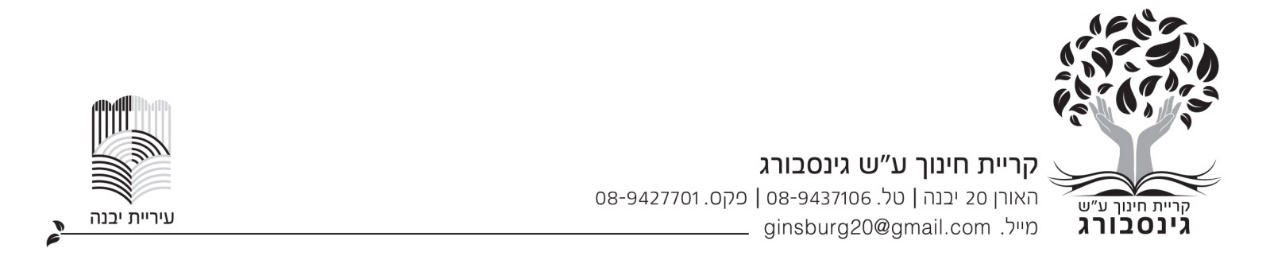 קריית חינוך ע"ש גינסבורג
האורן 20 יבנה | טל. 08-9437106 | פקס. 08-9427701
מייל. ginsburg20@gmail.com
קריית חינוך ע"ש
גינסבורג
עיריית יבנה